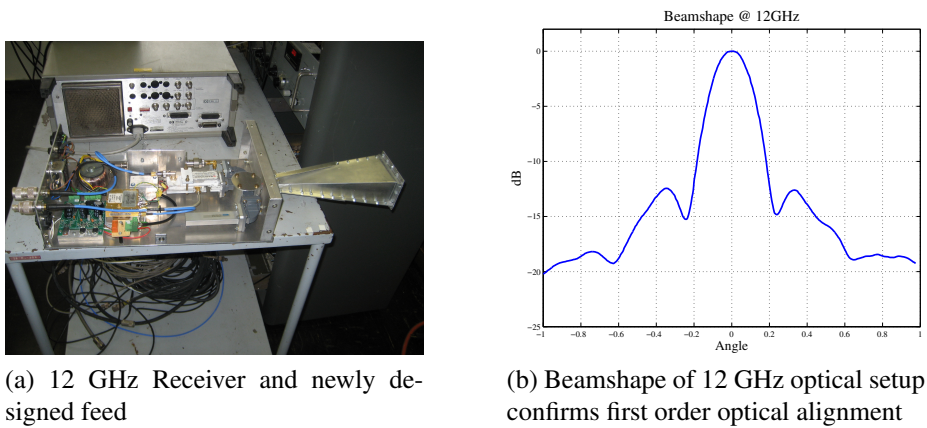 Beamshape @ 12GHz
0
−5
−10
−15
−20
−25
dB
−1 −0.8 −0.6 −0.4 −0.2 0 0.2 0.4 0.6 0.8 1
Angle
(a) 12 GHz Receiver and newly de-
signed feed
(b) Beamshape of 12 GHz optical setup
confirms first order optical alignment